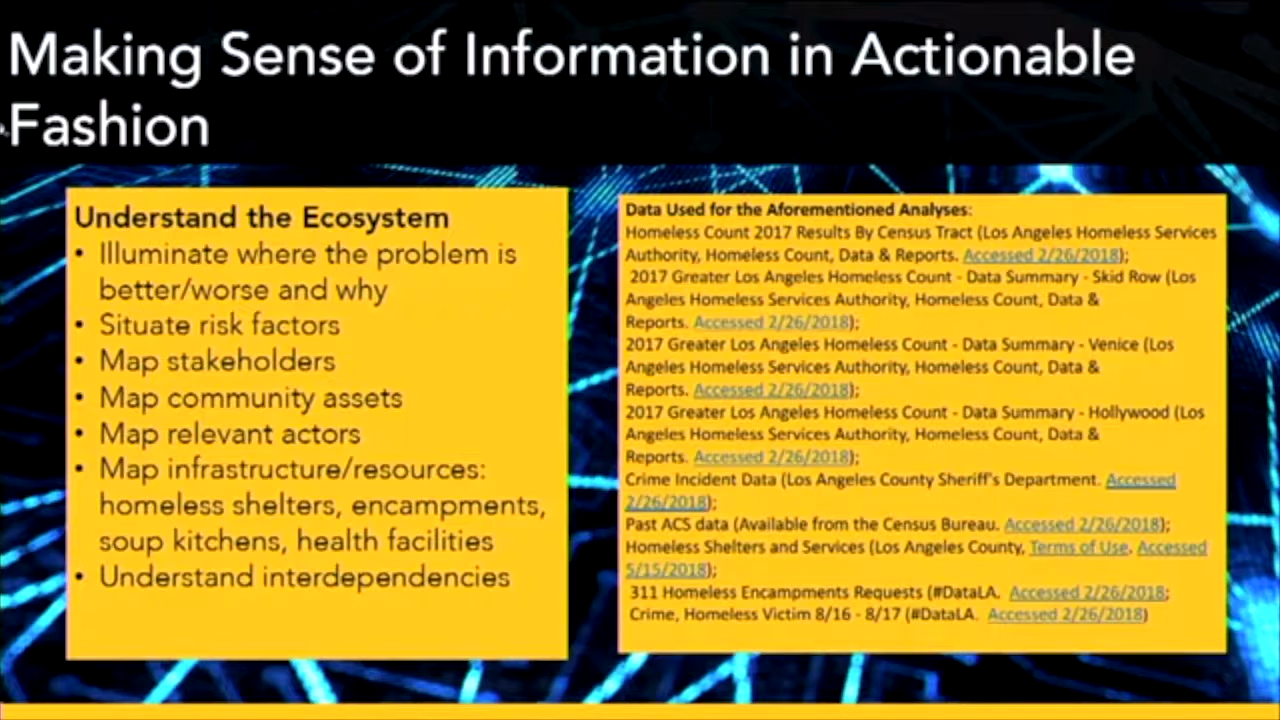 Making Sense of Information in Actionable
Fashion
Understand the Ecosystem
• Illuminate where the problem is
better/worse and why
• Situate risk factors
• Map stakeholders
• Map community assets
• Map relevant actors
• Map infrastructure/resources:
homeless shelters, encampments,
soup kitchens, health facilities
• Understand interdependencies
Data Used for the Aforementioned Analyses:
Homeless Count 2017 Results By Census Tract (Los Angeles Homeless Services
Authority, Homeless Count, Data & Reports. Accessed 2/26/2018);
2017 Greater Los Angeles Homeless Count - Data Summary - Skid Row (Los
Angeles Homeless Services Authority, Homeless Count, Data &
Reports. Accessed 2/26/2018);
2017 Greater Los Angeles Homeless Count - Data Summary - Venice (Los
Angeles Homeless Services Authority, Homeless Count, Data &
Reports. Accessed 2/26/2018);
2017 Greater Los Angeles Homeless Count - Data Summary - Hollywood (Los
Angeles Homeless Services Authority, Homeless Count, Data &
Reports. Accessed 2/26/2018);
Crime Incident Data (Los Angeles County Sheriff's Department. Accessed
2/26/2018);
Past ACS data (Available from the Census Bureau. Accessed 2/26/2018);
Homeless Shelters and Services (Los Angeles County, Terms of Use. Accessed
5/15/2018);
311 Homeless Encampments Requests (#DataLA. Accessed 2/26/2018;
Crime, Homeless Victim 8/16 - 8/17 (#DataLA. Accessed 2/26/2018)